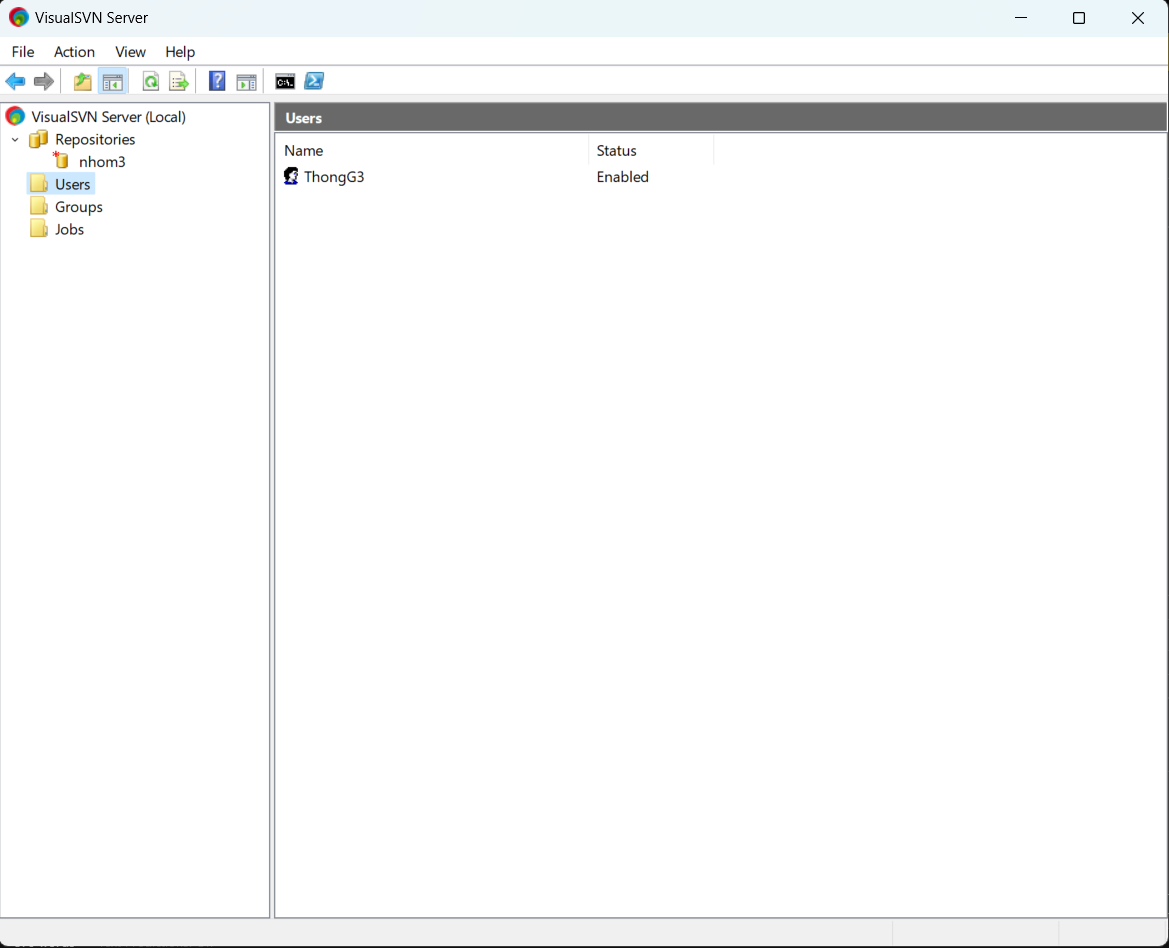 VisualSVN Server
File Action View Help
C:\.
VisualSVN Server (Local)
Repositories
nhom3
Users
Groups
Jobs
Users
Name Status
ThongG3 Enabled